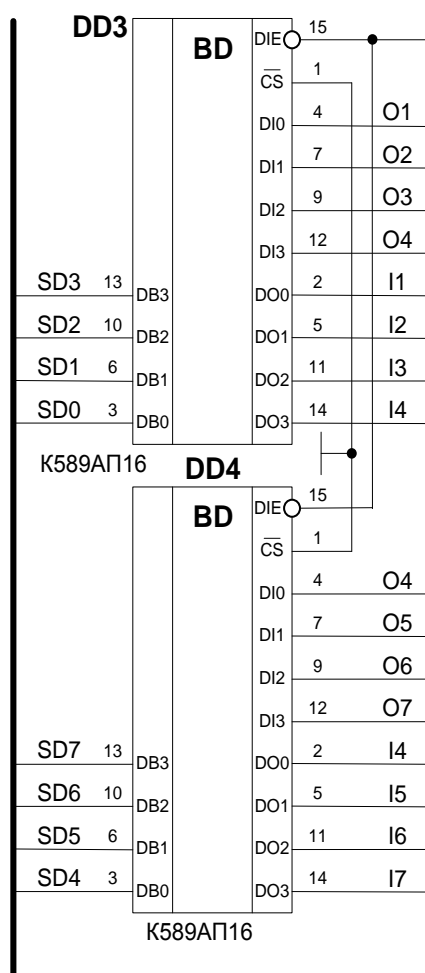 DD3
BD
DIE 15
CS 1
DI0 4 O1
DI1 7 O2
DI2 9 O3
DI3 12 O4
SD3 13 DB3 DO0 2 I1
SD2 10 DB2 DO1 5 I2
SD1 6 DB1 DO2 11 I3
SD0 3 DB0 DO3 14 I4
К589АП16
DD4
BD
DIE 15
CS 1
DI0 4 O4
DI1 7 O5
DI2 9 O6
DI3 12 O7
SD7 13 DB3 DO0 2 I4
SD6 10 DB2 DO1 5 I5
SD5 6 DB1 DO2 11 I6
SD4 3 DB0 DO3 14 I7
К589АП16